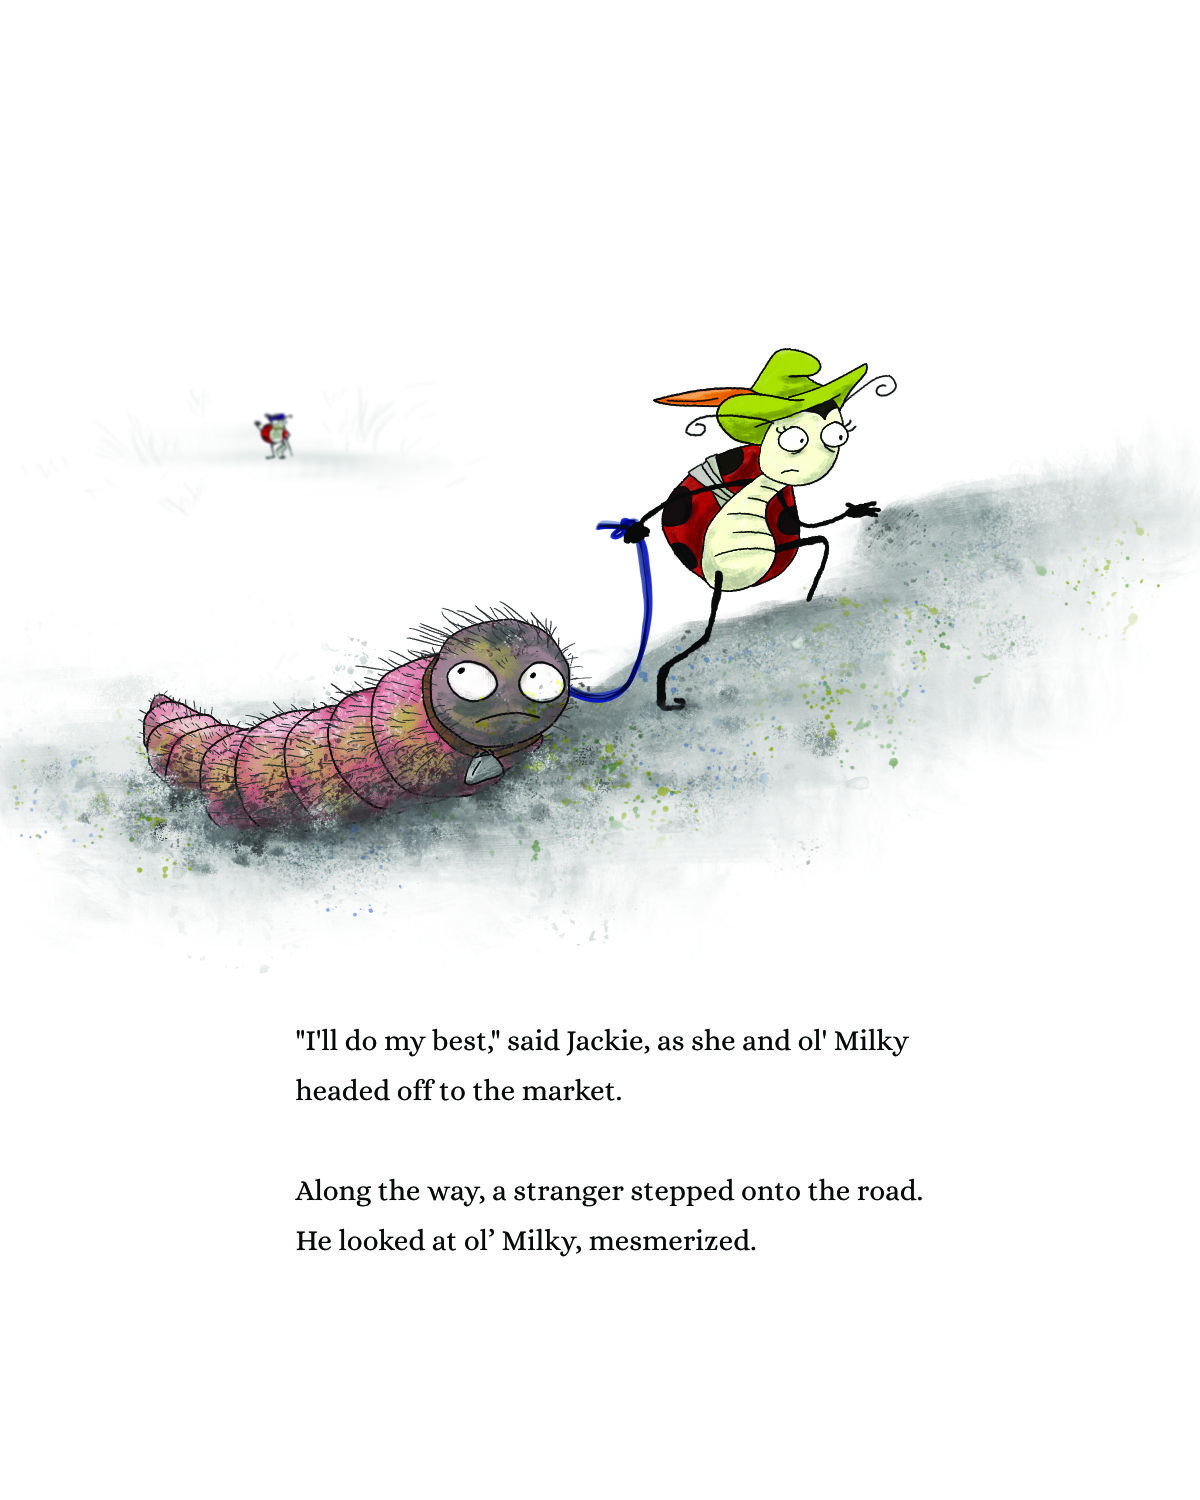 "I'll do my best," said Jackie, as she and ol' Milky
headed off to the market.
Along the way, a stranger stepped onto the road.
He looked at ol’ Milky, mesmerized.